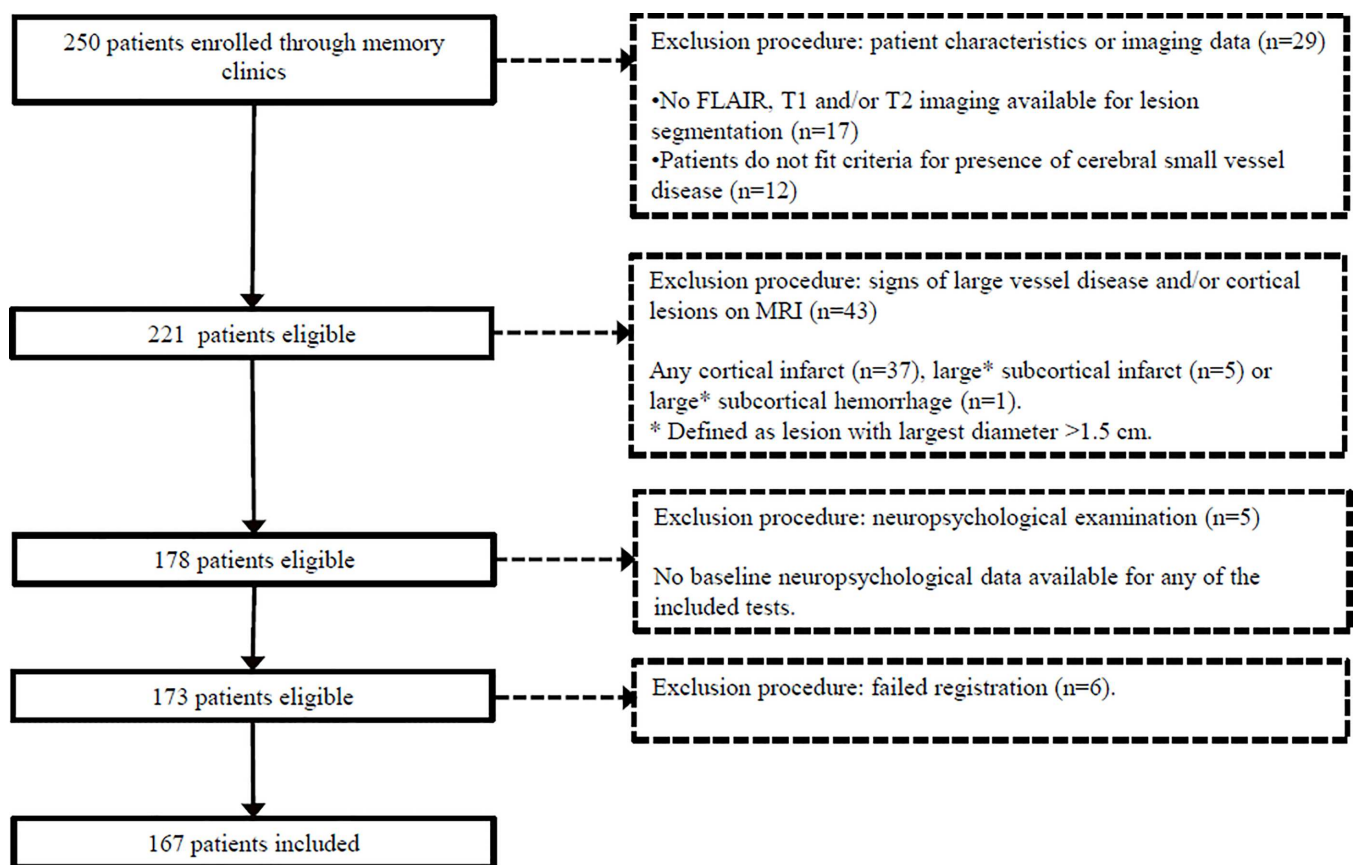 250 patients enrolled through memory
clinics
Exclusion procedure: patient characteristics or imaging data (n=29)
•No FLAIR, T1 and/or T2 imaging available for lesion
segmentation (n=17)
•Patients do not fit criteria for presence of cerebral small vessel
disease (n=12)
221 patients eligible
Exclusion procedure: signs of large vessel disease and/or cortical
lesions on MRI (n=43)
Any cortical infarct (n=37), large* subcortical infarct (n=5) or
large* subcortical hemorrhage (n=1).
* Defined as lesion with largest diameter >1.5 cm.
178 patients eligible
Exclusion procedure: neuropsychological examination (n=5)
No baseline neuropsychological data available for any of the
included tests.
173 patients eligible
Exclusion procedure: failed registration (n=6).
167 patients included